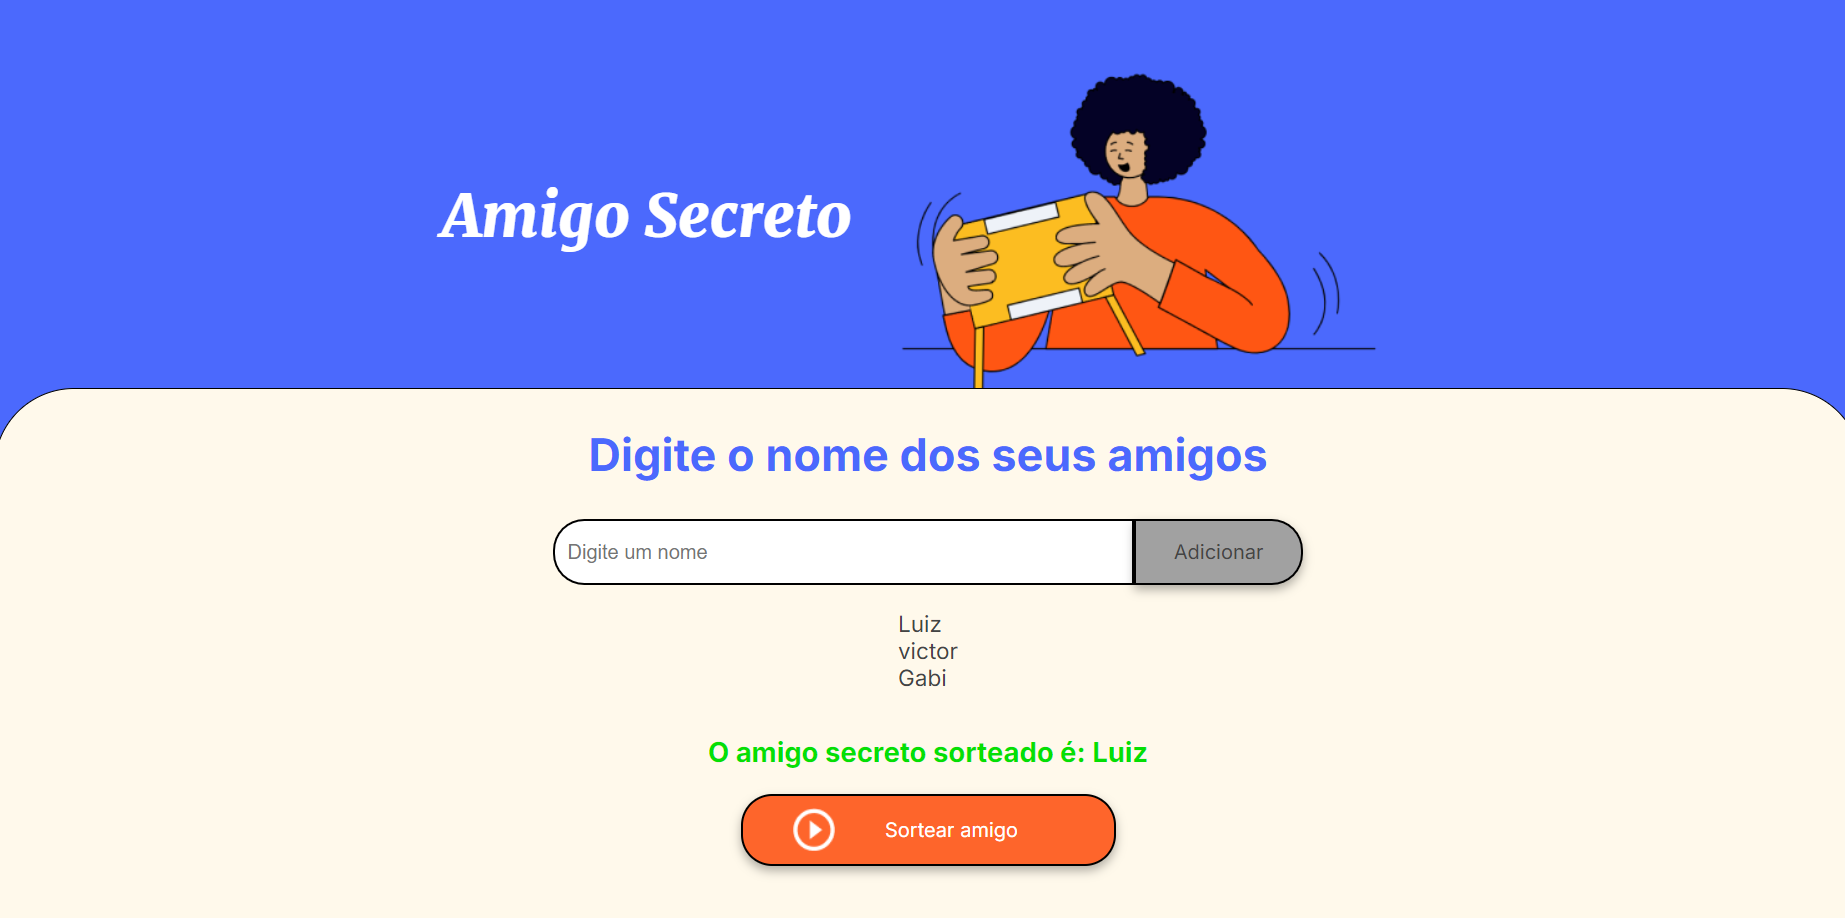 Amigo Secreto
Digite o nome dos seus amigos
Digite um nome
Adicionar
Luiz
victor
Gabi
O amigo secreto sorteado é: Luiz
Sortear amigo